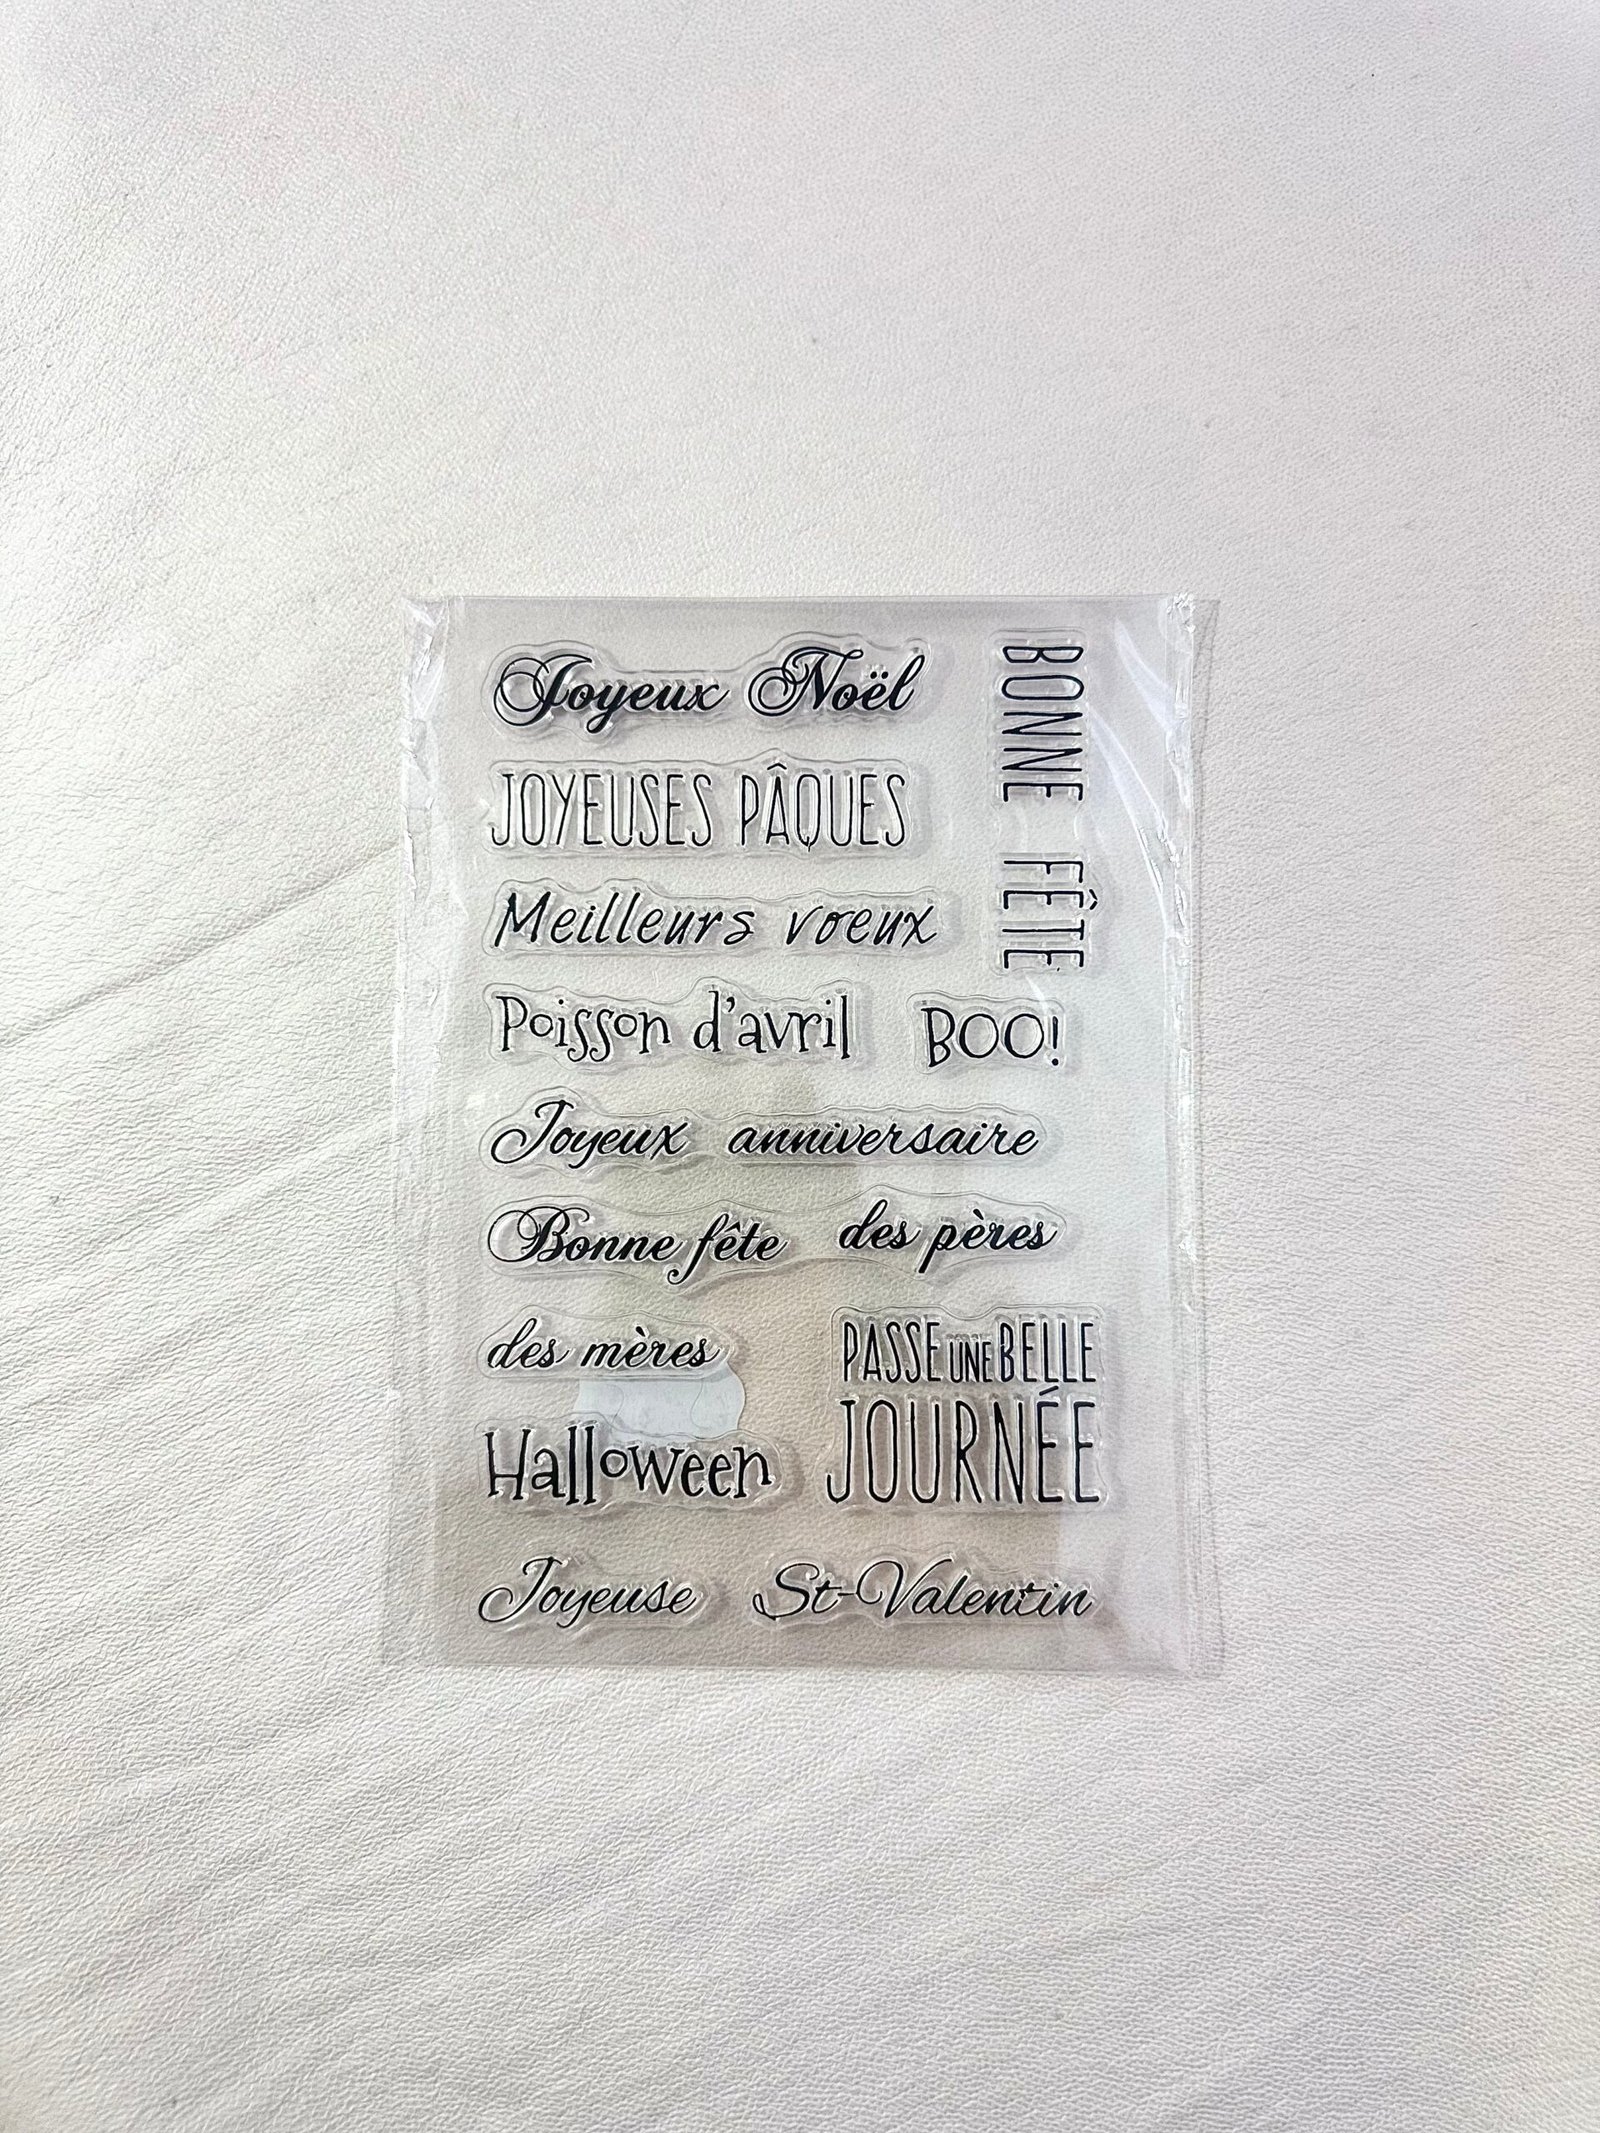 Joyeux Noël
JOYEUSES PÂQUES
Meilleurs voeux
BONNE FÊTE
Poisson d'avril
BOO!
Joyeux anniversaire
Bonne fête des pères
des mères
PASSE UNE BELLE
JOURNÉE
Halloween
Joyeuse St-Valentin